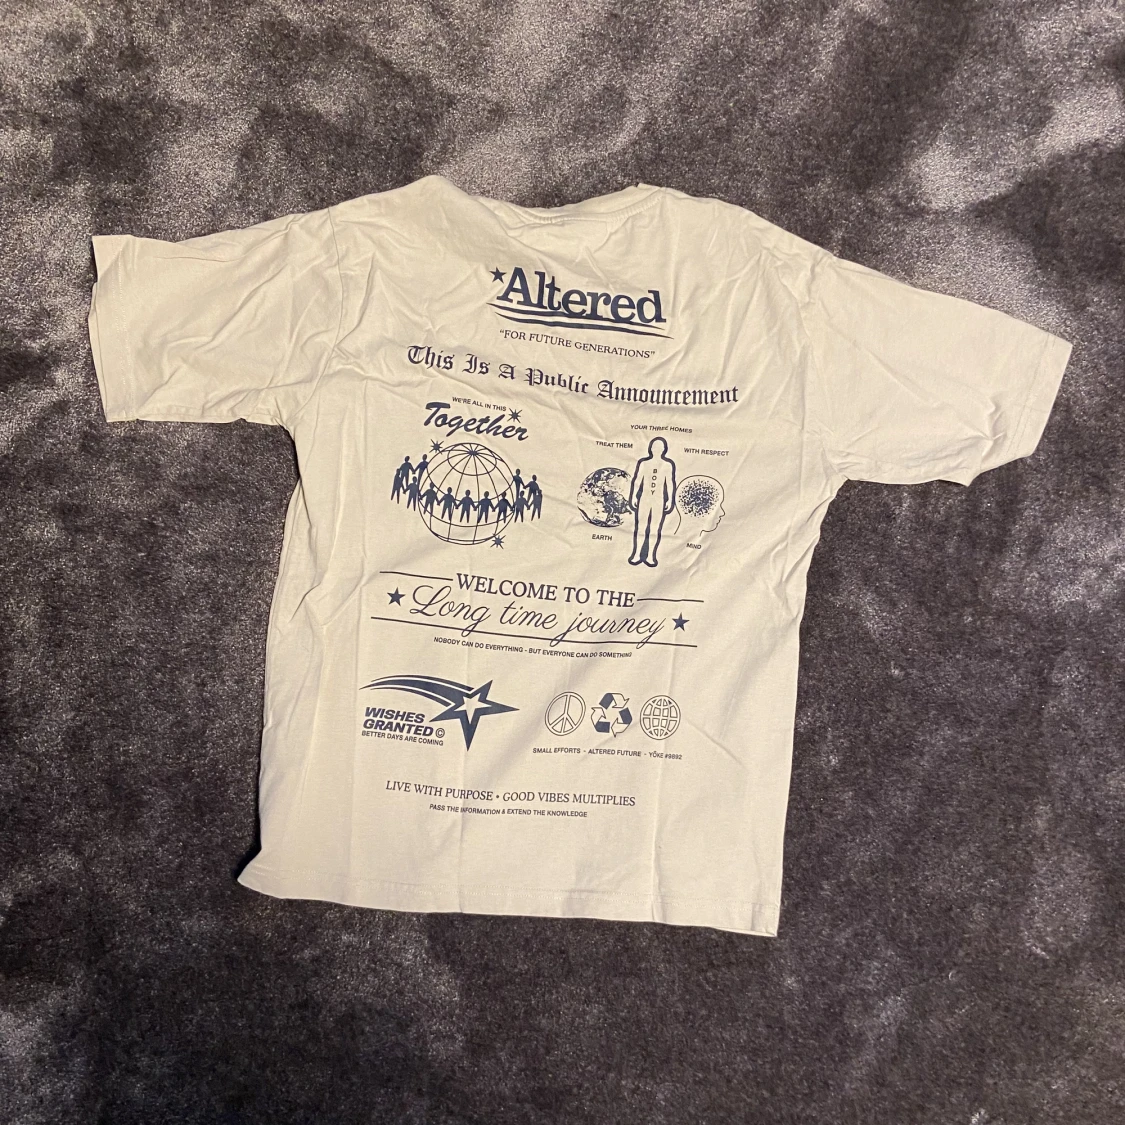 *Altered
"FOR FUTURE GENERATIONS"
This Is A Public Announcement
WE'RE ALL IN THIS
Together
YOUR THREE HOMES
TREAT THEM
WITH RESPECT
BODY
EARTH
MIND
WELCOME TO THE
Long time journey
NOBODY CAN DO EVERYTHING - BUT EVERYONE CAN DO SOMETHING
WISHES
GRANTED©
BETTER DAYS ARE COMING
SMALL EFFORTS - ALTERED FUTURE - YŌKE #9892
LIVE WITH PURPOSE • GOOD VIBES MULTIPLIES
PASS THE INFORMATION & EXTEND THE KNOWLEDGE